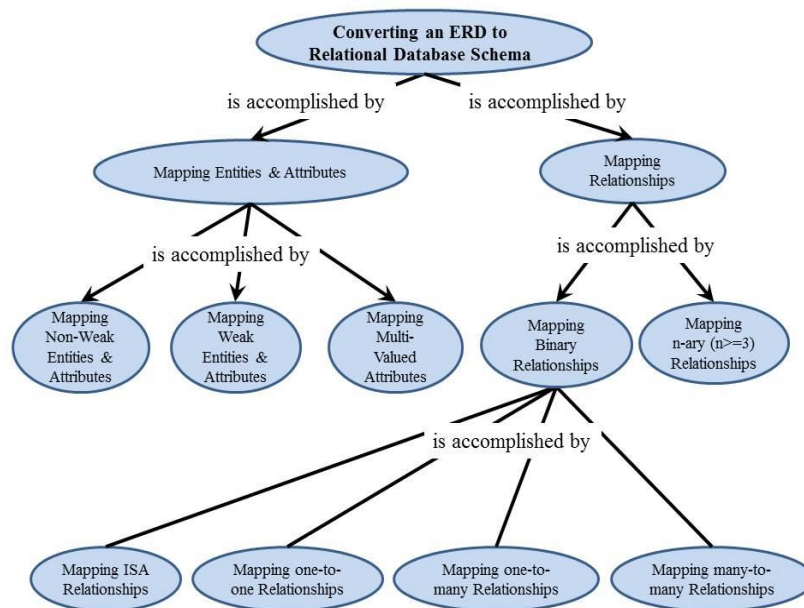 Converting an ERD to
Relational Database Schema
is accomplished by
is accomplished by
Mapping Entities & Attributes
Mapping
Relationships
is accomplished by
is accomplished by
Mapping
Non-Weak
Entities &
Attributes
Mapping
Weak
Entities &
Attributes
Mapping
Multi-
Valued
Attributes
Mapping
Binary
Relationships
Mapping
n-ary (n>=3)
Relationships
is accomplished by
Mapping ISA
Relationships
Mapping one-to-
one Relationships
Mapping one-to-
many Relationships
Mapping many-to-
many Relationships